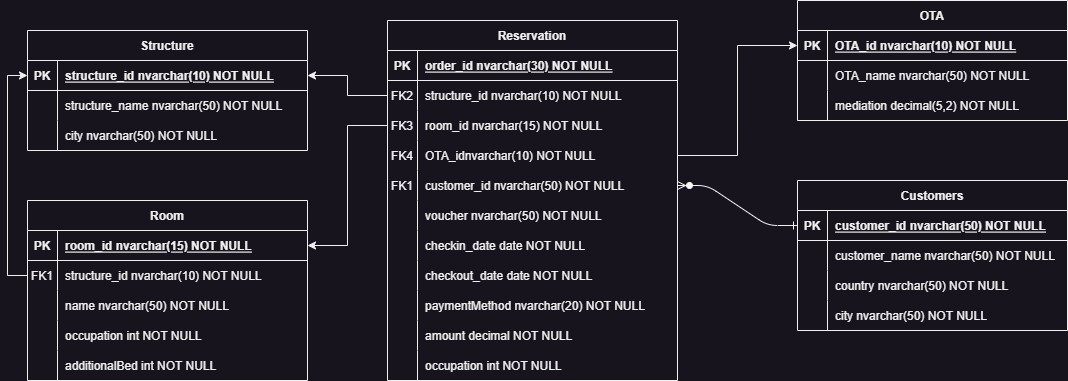 Structure
PK structure_id nvarchar(10) NOT NULL
structure_name nvarchar(50) NOT NULL
city nvarchar(50) NOT NULL
Room
PK room_id nvarchar(15) NOT NULL
FK1 structure_id nvarchar(10) NOT NULL
name nvarchar(50) NOT NULL
occupation int NOT NULL
additionalBed int NOT NULL
Reservation
PK order_id nvarchar(30) NOT NULL
FK2 structure_id nvarchar(10) NOT NULL
FK3 room_id nvarchar(15) NOT NULL
FK4 OTA_idnvarchar(10) NOT NULL
FK1 customer_id nvarchar(50) NOT NULL
voucher nvarchar(50) NOT NULL
checkin_date date NOT NULL
checkout_date date NOT NULL
paymentMethod nvarchar(20) NOT NULL
amount decimal NOT NULL
occupation int NOT NULL
OTA
PK OTA_id nvarchar(10) NOT NULL
OTA_name nvarchar(50) NOT NULL
mediation decimal(5,2) NOT NULL
Customers
PK customer_id nvarchar(50) NOT NULL
customer_name nvarchar(50) NOT NULL
country nvarchar(50) NOT NULL
city nvarchar(50) NOT NULL